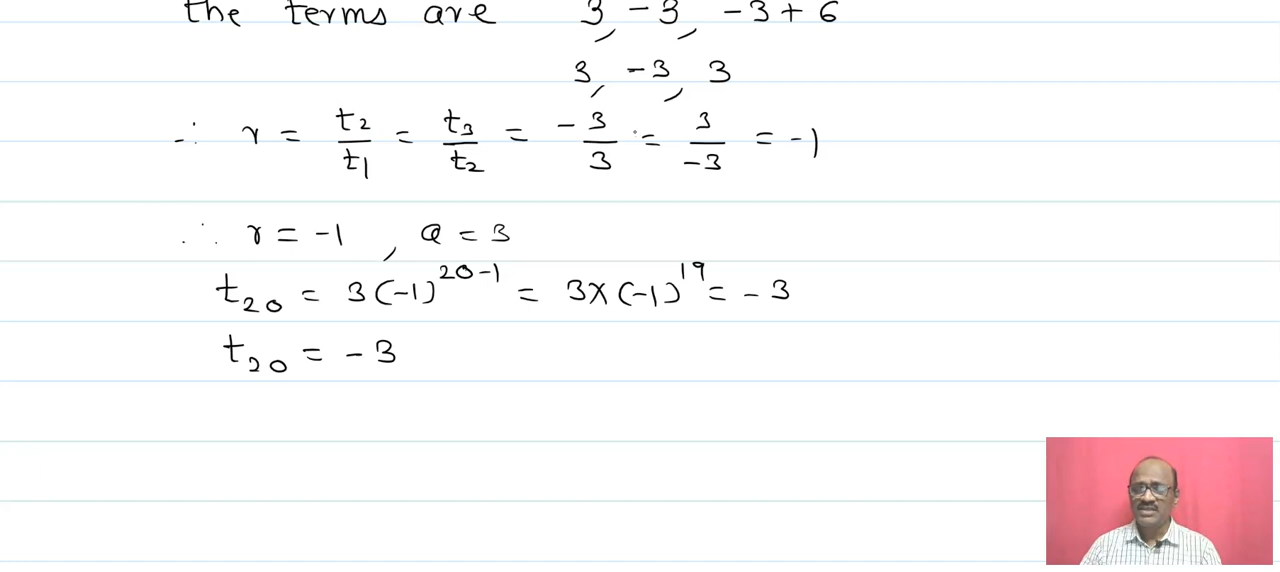 the terms are 3, -3, -3+6
3, -3, 3
∴ r = t2/t1 = t3/t2 = -3/3 = 3/-3 = -1
∴ r = -1, a = 3
t20 = 3(-1)^20-1 = 3×(-1)^19 = -3
t20 = -3